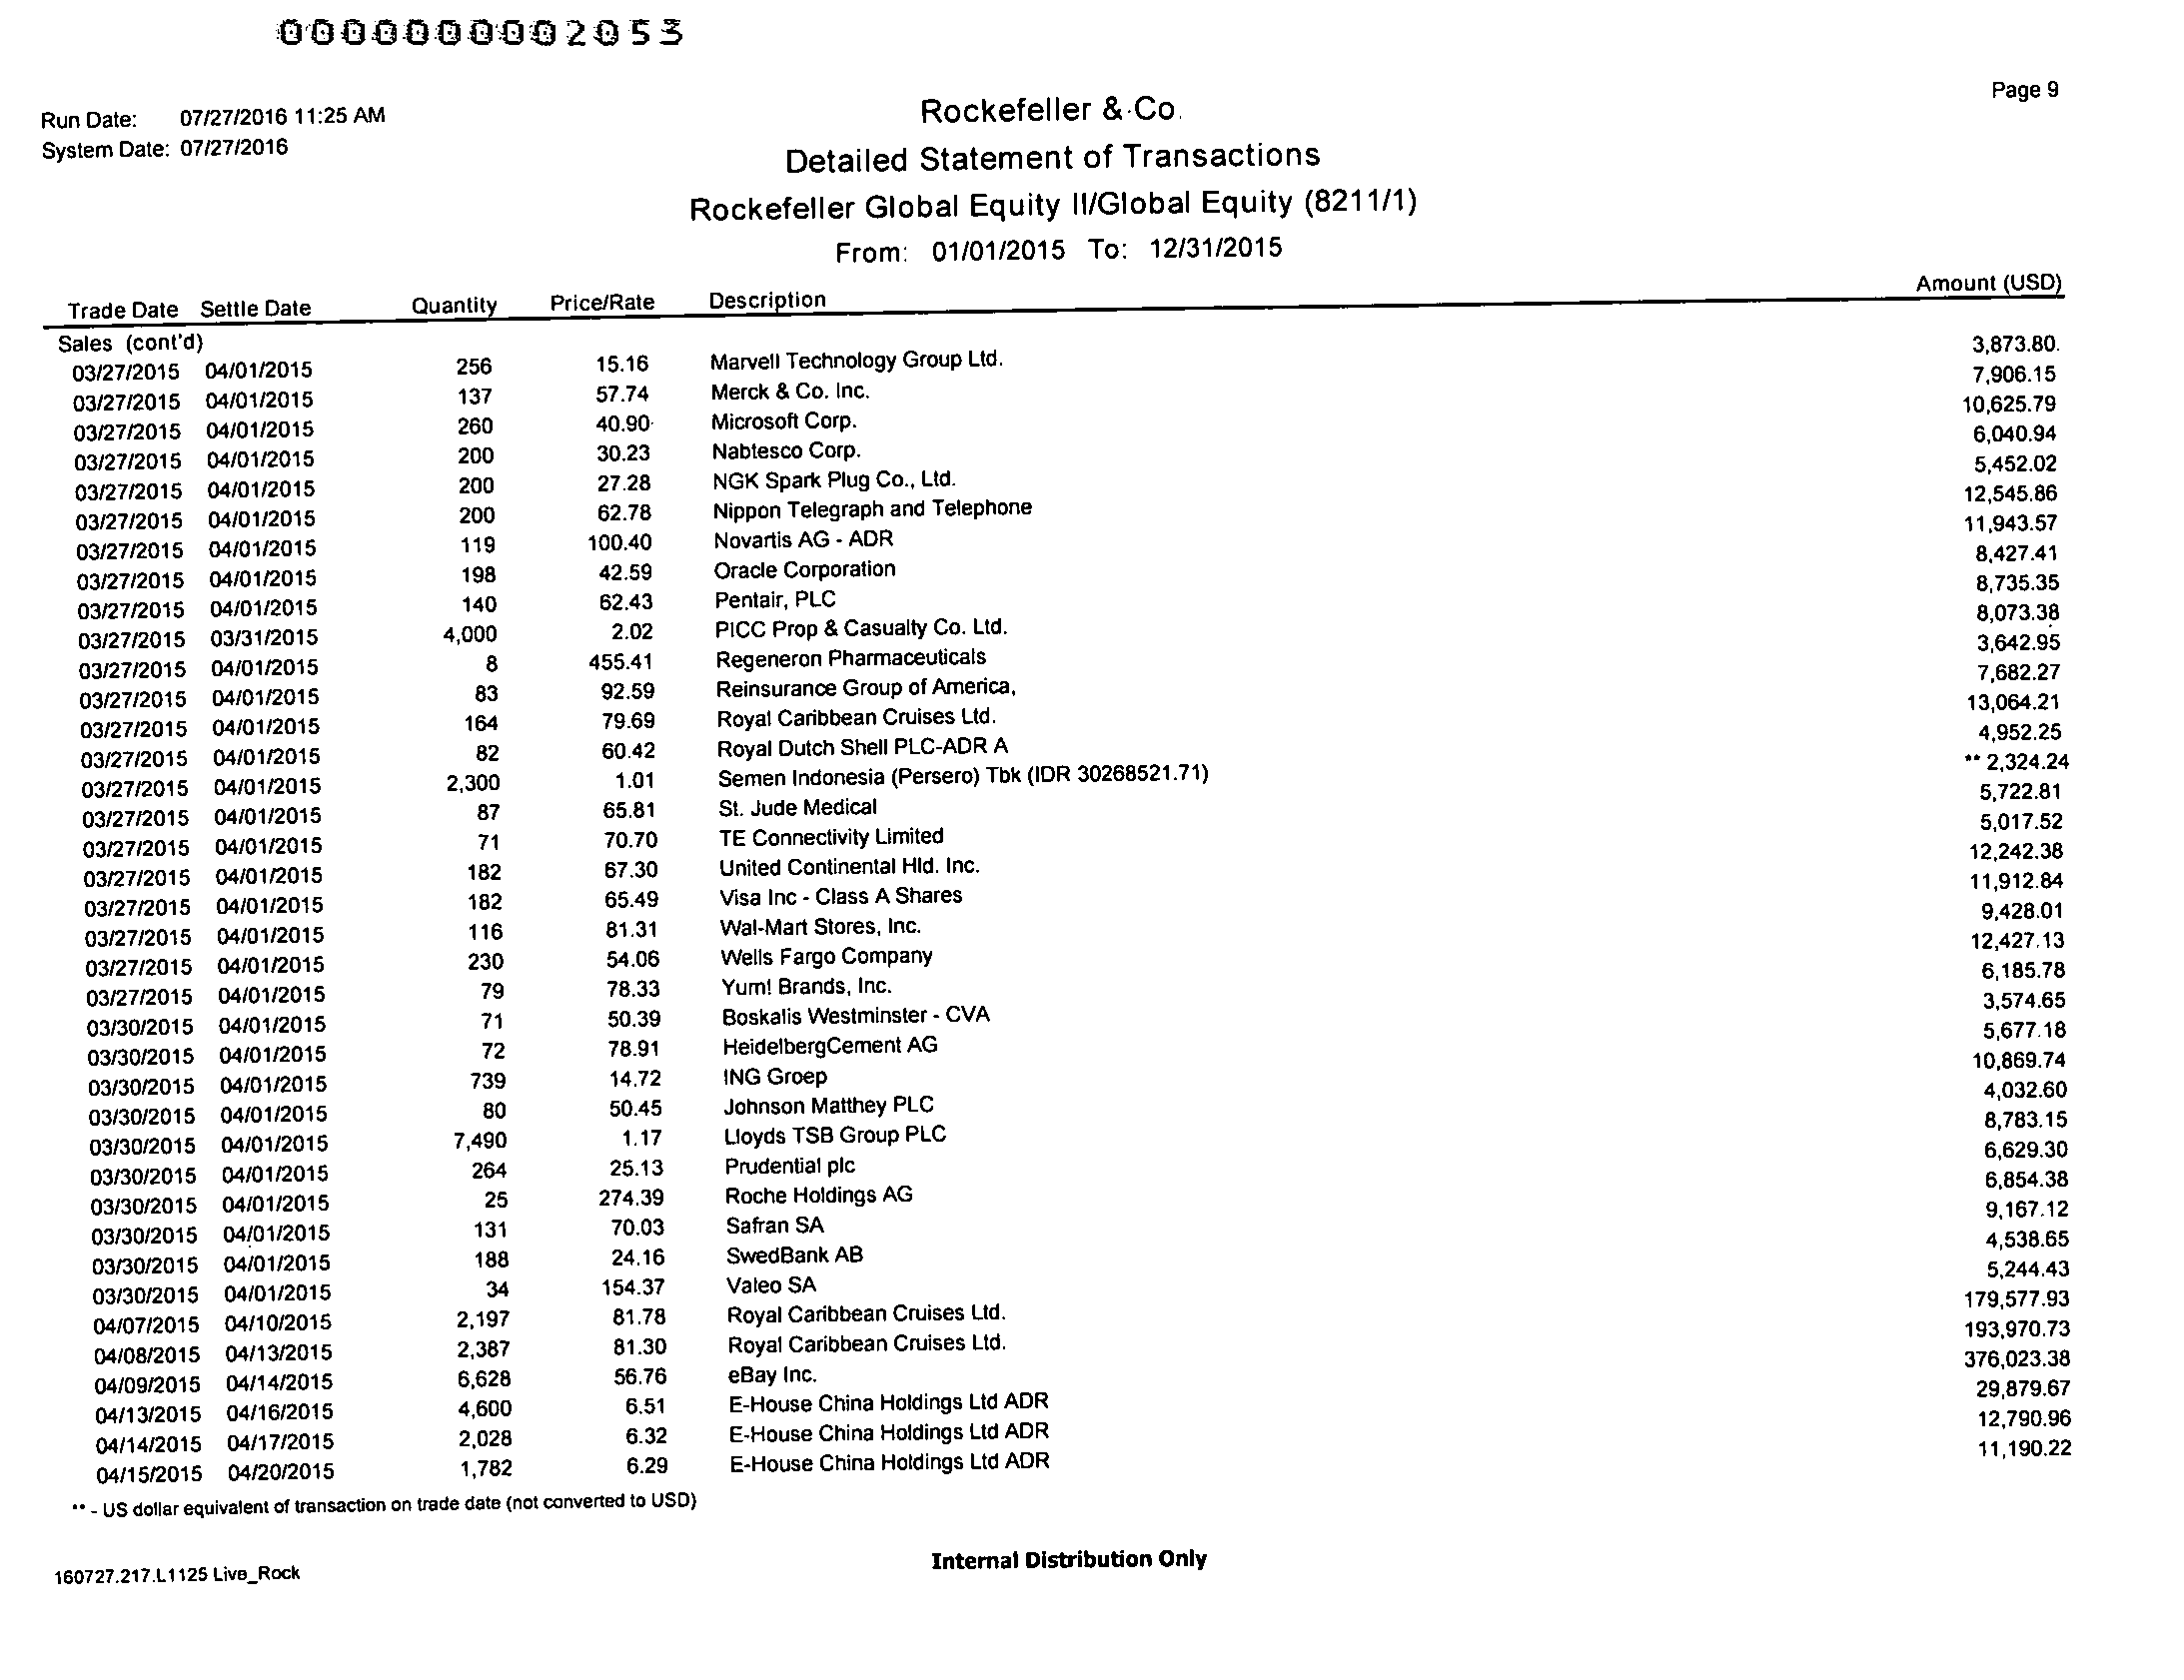 0000000002053
Page 9
Run Date: 07/27/2016 11:25 AM
System Date: 07/27/2016
Rockefeller & Co.
Detailed Statement of Transactions
Rockefeller Global Equity II/Global Equity (8211/1)
From: 01/01/2015 To: 12/31/2015
Trade Date Settle Date Quantity Price/Rate Description Amount (USD)
Sales (cont'd)
03/27/2015 04/01/2015 256 15.16 Marvell Technology Group Ltd. 3,873.80
03/27/2015 04/01/2015 137 57.74 Merck & Co. Inc. 7,906.15
03/27/2015 04/01/2015 260 40.90 Microsoft Corp. 10,625.79
03/27/2015 04/01/2015 200 30.23 Nabtesco Corp. 6,040.94
03/27/2015 04/01/2015 200 27.28 NGK Spark Plug Co., Ltd. 5,452.02
03/27/2015 04/01/2015 200 62.78 Nippon Telegraph and Telephone 12,545.86
03/27/2015 04/01/2015 119 100.40 Novartis AG - ADR 11,943.57
03/27/2015 04/01/2015 198 42.59 Oracle Corporation 8,427.41
03/27/2015 04/01/2015 140 62.43 Pentair, PLC 8,735.35
03/27/2015 03/31/2015 4,000 2.02 PICC Prop & Casualty Co. Ltd. 8,073.38
03/27/2015 04/01/2015 8 455.41 Regeneron Pharmaceuticals 3,642.95
03/27/2015 04/01/2015 83 92.59 Reinsurance Group of America, 7,682.27
03/27/2015 04/01/2015 164 79.69 Royal Caribbean Cruises Ltd. 13,064.21
03/27/2015 04/01/2015 82 60.42 Royal Dutch Shell PLC-ADR A 4,952.25
03/27/2015 04/01/2015 2,300 1.01 Semen Indonesia (Persero) Tbk (IDR 30268521.71) ** 2,324.24
03/27/2015 04/01/2015 87 65.81 St. Jude Medical 5,722.81
03/27/2015 04/01/2015 71 70.70 TE Connectivity Limited 5,017.52
03/27/2015 04/01/2015 182 67.30 United Continental Hld. Inc. 12,242.38
03/27/2015 04/01/2015 182 65.49 Visa Inc - Class A Shares 11,912.84
03/27/2015 04/01/2015 116 81.31 Wal-Mart Stores, Inc. 9,428.01
03/27/2015 04/01/2015 230 54.06 Wells Fargo Company 12,427.13
03/27/2015 04/01/2015 79 78.33 Yum! Brands, Inc. 6,185.78
03/30/2015 04/01/2015 71 50.39 Boskalis Westminster - CVA 3,574.65
03/30/2015 04/01/2015 72 78.91 HeidelbergCement AG 5,677.18
03/30/2015 04/01/2015 739 14.72 ING Groep 10,869.74
03/30/2015 04/01/2015 80 50.45 Johnson Matthey PLC 4,032.60
03/30/2015 04/01/2015 7,490 1.17 Lloyds TSB Group PLC 8,783.15
03/30/2015 04/01/2015 264 25.13 Prudential plc 6,629.30
03/30/2015 04/01/2015 25 274.39 Roche Holdings AG 6,854.38
03/30/2015 04/01/2015 131 70.03 Safran SA 9,167.12
03/30/2015 04/01/2015 188 24.16 SwedBank AB 4,538.65
03/30/2015 04/01/2015 34 154.37 Valeo SA 5,244.43
04/07/2015 04/10/2015 2,197 81.78 Royal Caribbean Cruises Ltd. 179,577.93
04/08/2015 04/13/2015 2,387 81.30 Royal Caribbean Cruises Ltd. 193,970.73
04/09/2015 04/14/2015 6,628 56.76 eBay Inc. 376,023.38
04/13/2015 04/16/2015 4,600 6.51 E-House China Holdings Ltd ADR 29,879.67
04/14/2015 04/17/2015 2,028 6.32 E-House China Holdings Ltd ADR 12,790.96
04/15/2015 04/20/2015 1,782 6.29 E-House China Holdings Ltd ADR 11,190.22
** - US dollar equivalent of transaction on trade date (not converted to USD)
Internal Distribution Only
160727.217.L1125 Live_Rock